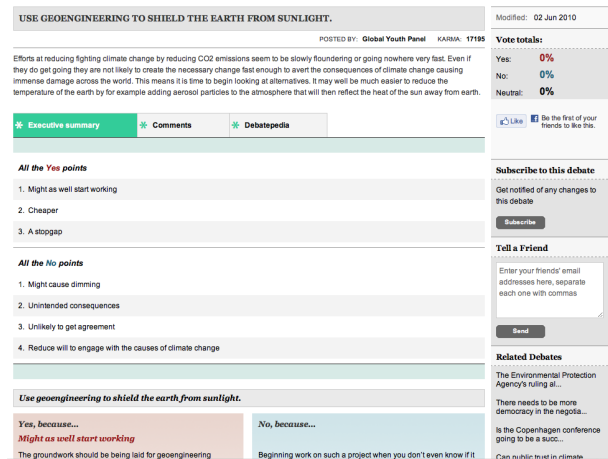 USE GEOENGINEERING TO SHIELD THE EARTH FROM SUNLIGHT.
POSTED BY: Global Youth Panel KARMA: 17195
Efforts at reducing fighting climate change by reducing CO2 emissions seem to be slowly floundering or going nowhere very fast. Even if
they do get going they are not likely to create the necessary change fast enough to avert the consequences of climate change causing
immense damage across the world. This means it is time to begin looking at alternatives. It may well be much easier to reduce the
temperature of the earth by for example adding aerosol particles to the atmosphere that will then reflect the heat of the sun away from earth.
Executive summary
Comments
Debatepedia
All the Yes points
1. Might as well start working
2. Cheaper
3. A stopgap
All the No points
1. Might cause dimming
2. Unintended consequences
3. Unlikely to get agreement
4. Reduce will to engage with the causes of climate change
Use geoengineering to shield the earth from sunlight.
Yes, because...
Might as well start working
The groundwork should be being laid for geoengineering
No, because...
Beginning work on such a project when you don't even know if it
Modified: 02 Jun 2010
Vote totals:
Yes: 0%
No: 0%
Neutral: 0%
Like
Be the first of your
friends to like this.
Subscribe to this debate
Get notified of any changes to
this debate
Subscribe
Tell a Friend
Enter your friends' email
addresses here, separate
each one with commas
Send
Related Debates
The Environmental Protection
Agency's ruling al...
There needs to be more
democracy in the negotia...
Is the Copenhagen conference
going to be a succ...
Can public trust in climate